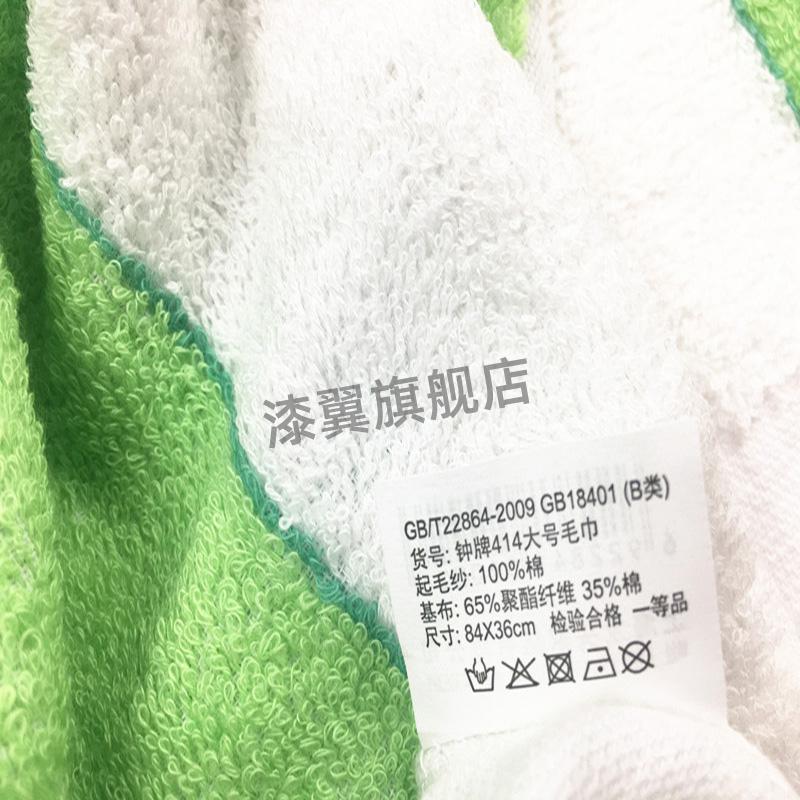 漆翼旗舰店
GB/T22864-2009 GB18401 (B类)
货号: 钟牌414大号毛巾
起毛纱: 100%棉
基布: 65%聚酯纤维 35%棉
尺寸: 84X36cm 检验合格 一等品